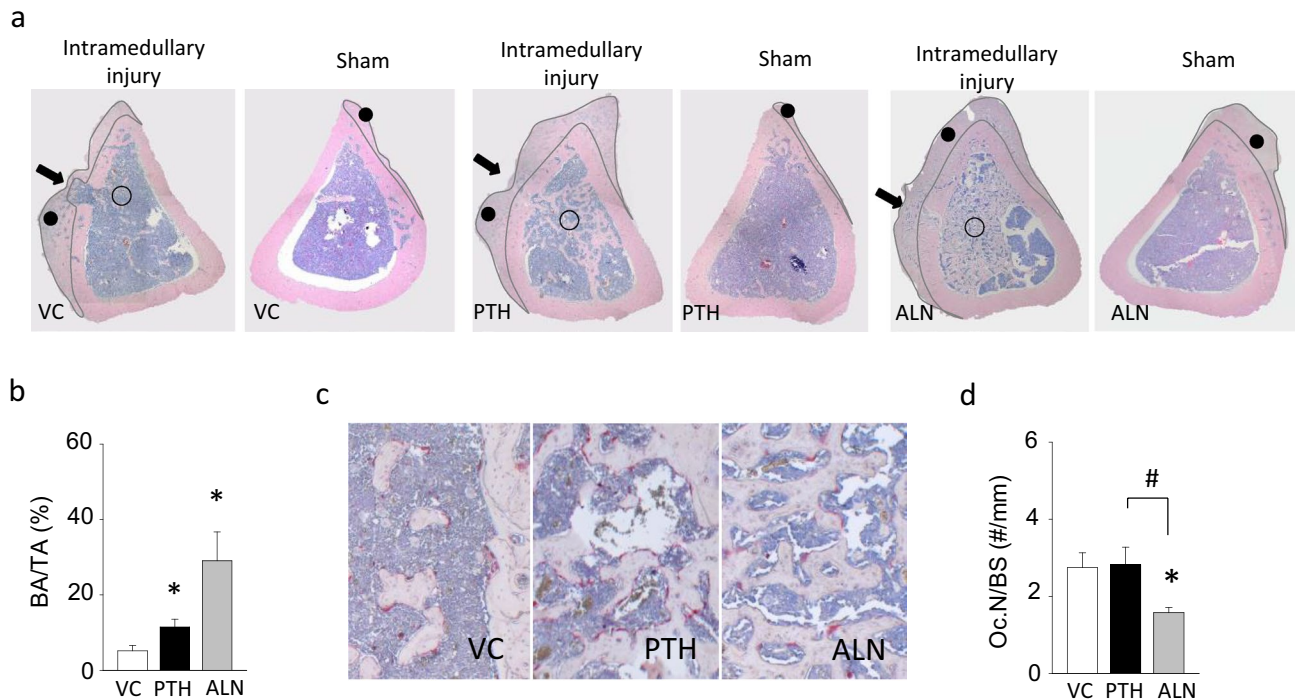 a
Intramedullary
injury
Sham
Intramedullary
injury
Sham
Intramedullary
injury
Sham
VC
VC
PTH
PTH
ALN
ALN
b
BA/TA (%)
60
40
20
0
*
*
VC PTH ALN
c
VC
PTH
ALN
d
Oc.N/BS (#/mm)
6
4
2
0
#
*
VC PTH ALN